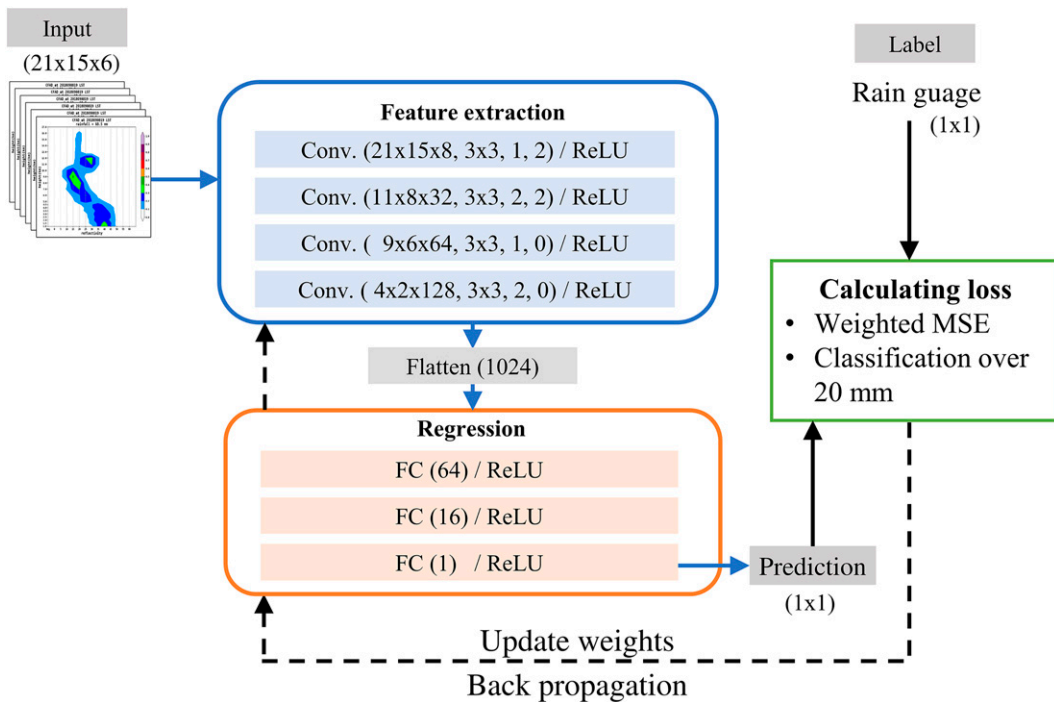 Input
(21x15x6)
reflectivity
Feature extraction
Conv. (21x15x8, 3x3, 1, 2) / ReLU
Conv. (11x8x32, 3x3, 2, 2) / ReLU
Conv. ( 9x6x64, 3x3, 1, 0) / ReLU
Conv. ( 4x2x128, 3x3, 2, 0) / ReLU
Flatten (1024)
Regression
FC (64) / ReLU
FC (16) / ReLU
FC (1) / ReLU
Label
Rain guage
(1x1)
Calculating loss
• Weighted MSE
• Classification over
20 mm
Prediction
(1x1)
Update weights
Back propagation